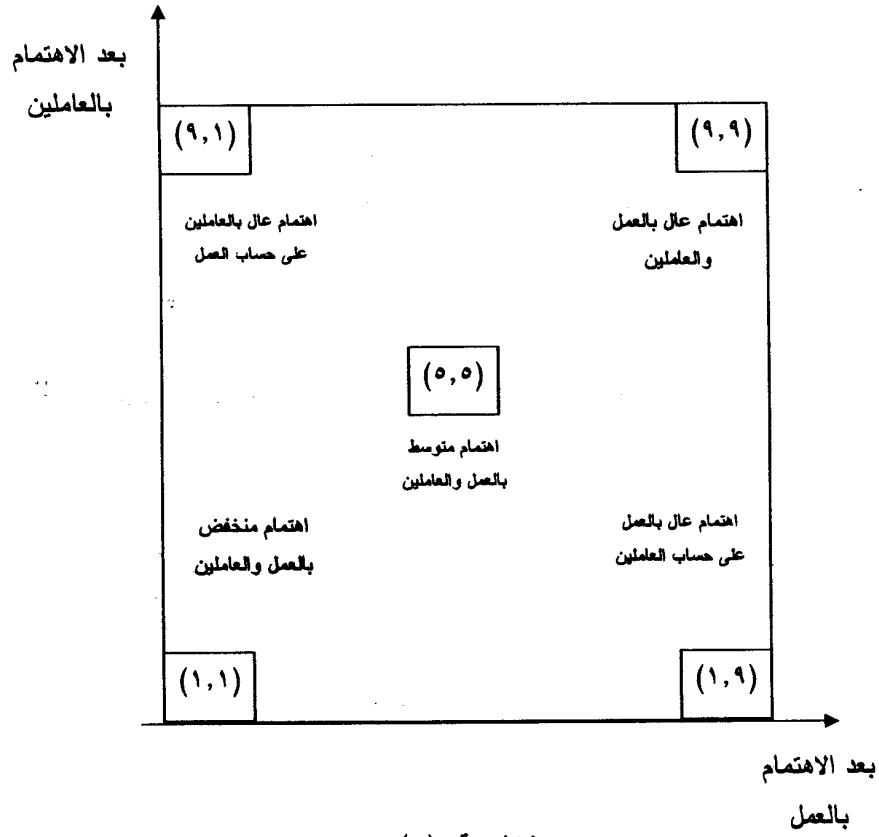 بعد الاهتمام
بالعاملين
(٩,١)
(٩,٩)
اهتمام عال بالعاملين
على حساب العمل
اهتمام عال بالعمل
والعاملين
(٥,٥)
اهتمام متوسط
بالعمل والعاملين
اهتمام منخفض
بالعمل والعاملين
اهتمام عال بالعمل
على حساب العاملين
(١,١)
(١,٩)
بعد الاهتمام
بالعمل